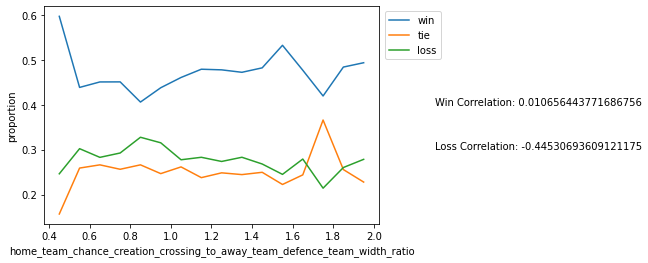 0.6
0.5
0.4
0.3
0.2
proportion
0.4 0.6 0.8 1.0 1.2 1.4 1.6 1.8 2.0
home_team_chance_creation_crossing_to_away_team_defence_team_width_ratio
win
tie
loss
Win Correlation: 0.010656443771686756
Loss Correlation: -0.44530693609121175